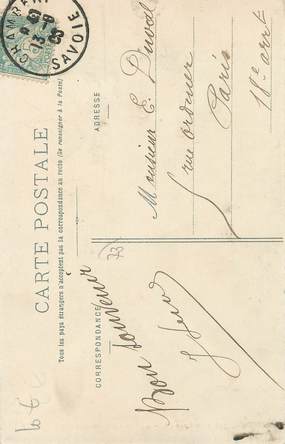 CARTE POSTALE
Tous les pays étrangers n'acceptent pas la correspondance au recto (Se renseigner à la Poste)
CORRESPONDANCE
ADRESSE
Bon souvenir
Monsieur E. Duval
rue Ordener
Paris
18e arrt
SAVOIE